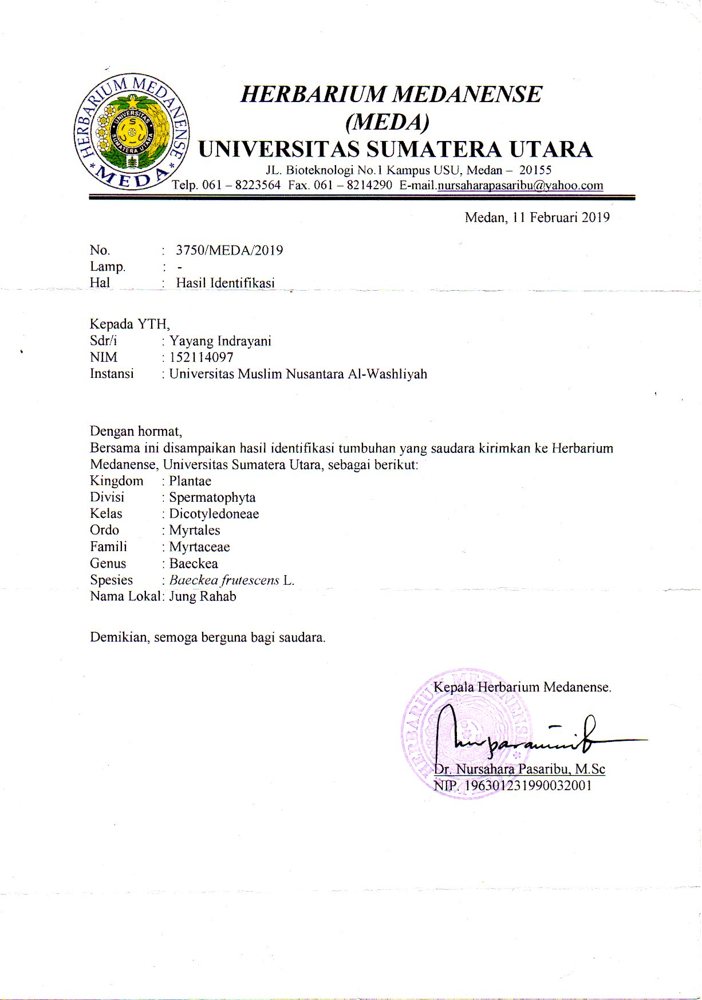 HERBARIUM MEDANENSE
* MEDA *
UNIVERSITAS
SUMATERA UTARA
HERBARIUM MEDANENSE
(MEDA)
UNIVERSITAS SUMATERA UTARA
JL. Bioteknologi No.1 Kampus USU, Medan – 20155
Telp. 061 – 8223564 Fax. 061 – 8214290 E-mail.nursaharapasaribu@yahoo.com
Medan, 11 Februari 2019
No. : 3750/MEDA/2019
Lamp. : -
Hal : Hasil Identifikasi
Kepada YTH,
Sdr/i : Yayang Indrayani
NIM : 152114097
Instansi : Universitas Muslim Nusantara Al-Washliyah
Dengan hormat,
Bersama ini disampaikan hasil identifikasi tumbuhan yang saudara kirimkan ke Herbarium
Medanense, Universitas Sumatera Utara, sebagai berikut:
Kingdom : Plantae
Divisi : Spermatophyta
Kelas : Dicotyledoneae
Ordo : Myrtales
Famili : Myrtaceae
Genus : Baeckea
Spesies : Baeckea frutescens L.
Nama Lokal : Jung Rahab
Demikian, semoga berguna bagi saudara.
Kepala Herbarium Medanense.
HERBARIUM MEDANENSE
Dr. Nursahara Pasaribu, M.Sc
NIP. 196301231990032001